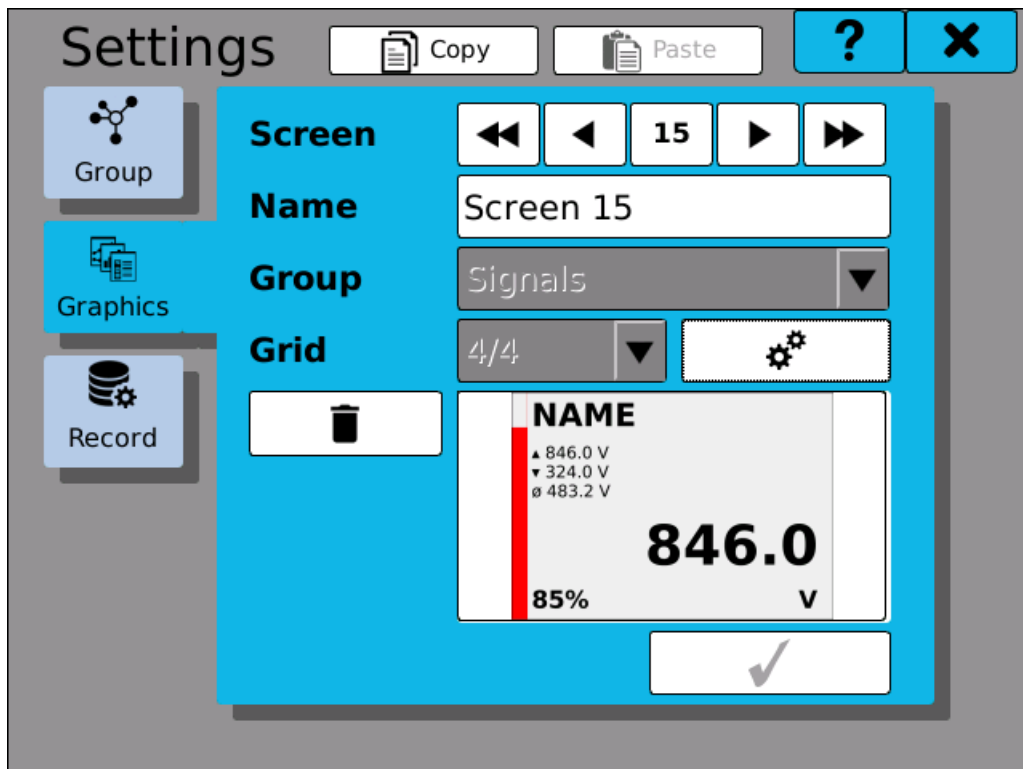 Settings
Copy
Paste
?
Group
Graphics
Record
Screen
15
Name
Screen 15
Group
Signals
Grid
4/4
NAME
▲ 846.0 V
▼ 324.0 V
ø 483.2 V
846.0
85%
V